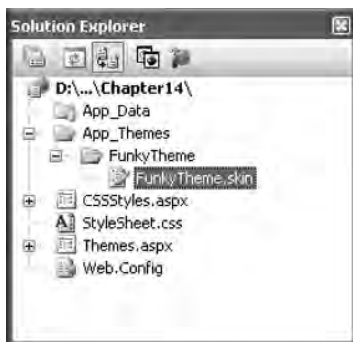 Solution Explorer
D:\...\Chapter14\
App_Data
App_Themes
FunkyTheme
FunkyTheme.skin
CSSStyles.aspx
StyleSheet.css
Themes.aspx
Web.Config